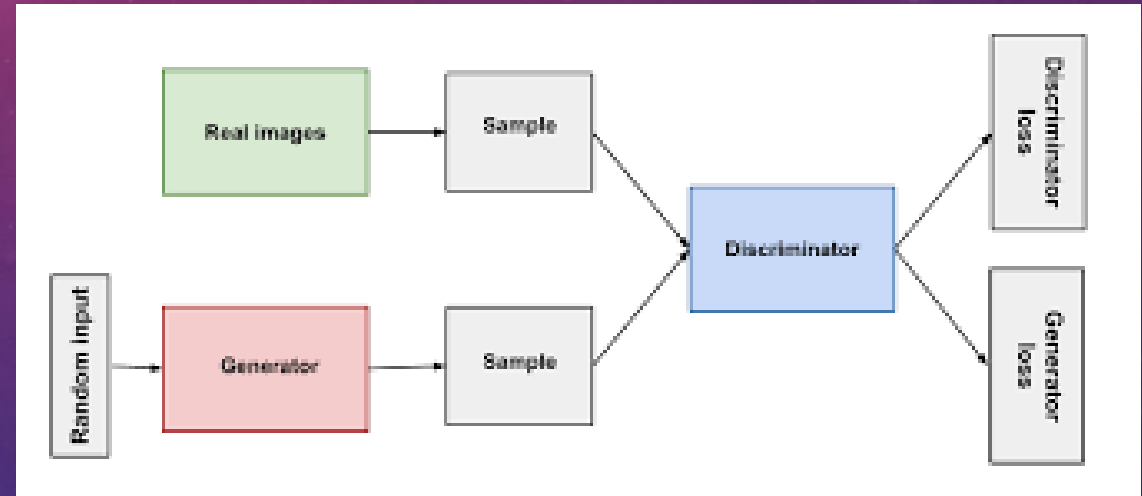 Real images
Sample
Discriminator
loss
Discriminator
Random input
Generator
Sample
Generator
loss